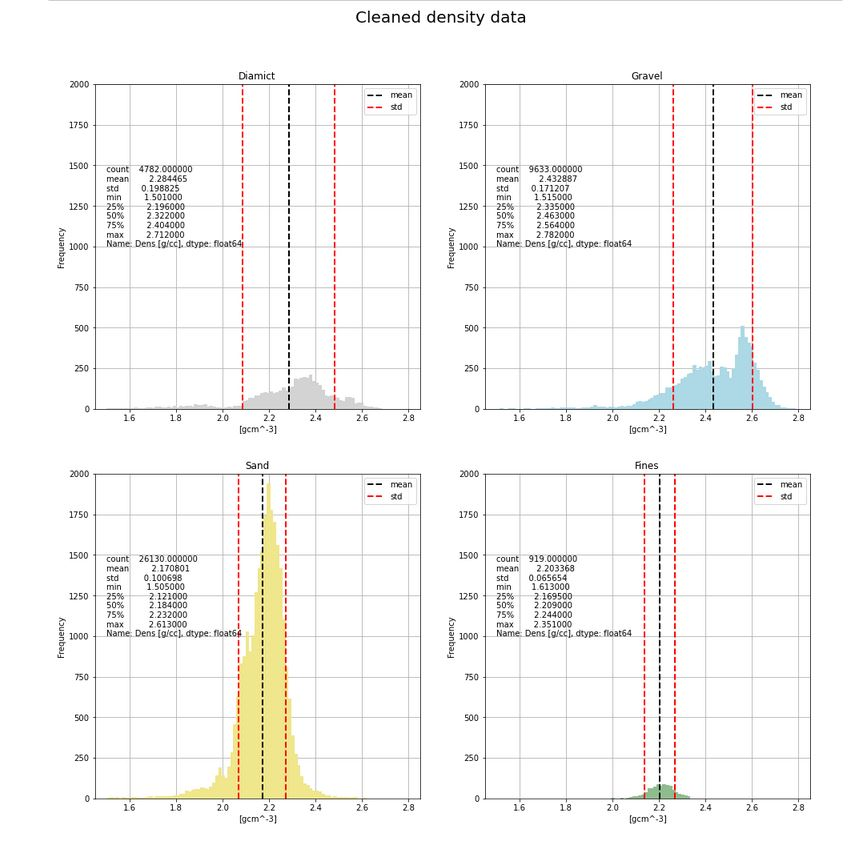 Cleaned density data
Diamict
2000
1750
1500
1250
1000
750
500
250
0
Frequency
mean
std
count 4782.000000
mean 2.284465
std 0.198825
min 1.501000
25% 2.196000
50% 2.322000
75% 2.404000
max 2.712000
Name: Dens [g/cc], dtype: float64
1.6 1.8 2.0 2.2 2.4 2.6 2.8
[gcm^-3]
Gravel
2000
1750
1500
1250
1000
750
500
250
0
Frequency
mean
std
count 9633.000000
mean 2.432887
std 0.171207
min 1.515000
25% 2.335000
50% 2.463000
75% 2.564000
max 2.782000
Name: Dens [g/cc], dtype: float64
1.6 1.8 2.0 2.2 2.4 2.6 2.8
[gcm^-3]
Sand
2000
1750
1500
1250
1000
750
500
250
0
Frequency
mean
std
count 26130.000000
mean 2.170801
std 0.100698
min 1.505000
25% 2.121000
50% 2.184000
75% 2.232000
max 2.613000
Name: Dens [g/cc], dtype: float64
1.6 1.8 2.0 2.2 2.4 2.6 2.8
[gcm^-3]
Fines
2000
1750
1500
1250
1000
750
500
250
0
Frequency
mean
std
count 919.000000
mean 2.203368
std 0.065654
min 1.613000
25% 2.169500
50% 2.209000
75% 2.244000
max 2.351000
Name: Dens [g/cc], dtype: float64
1.6 1.8 2.0 2.2 2.4 2.6 2.8
[gcm^-3]